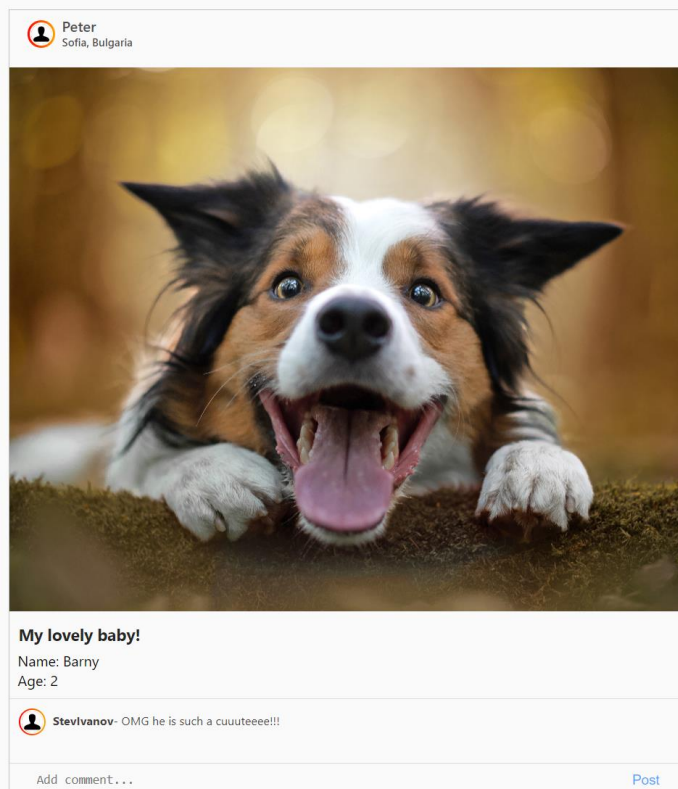 Peter
Sofia, Bulgaria
My lovely baby!
Name: Barny
Age: 2
StevIvanov- OMG he is such a cuuuteeee!!!
Add comment...
Post